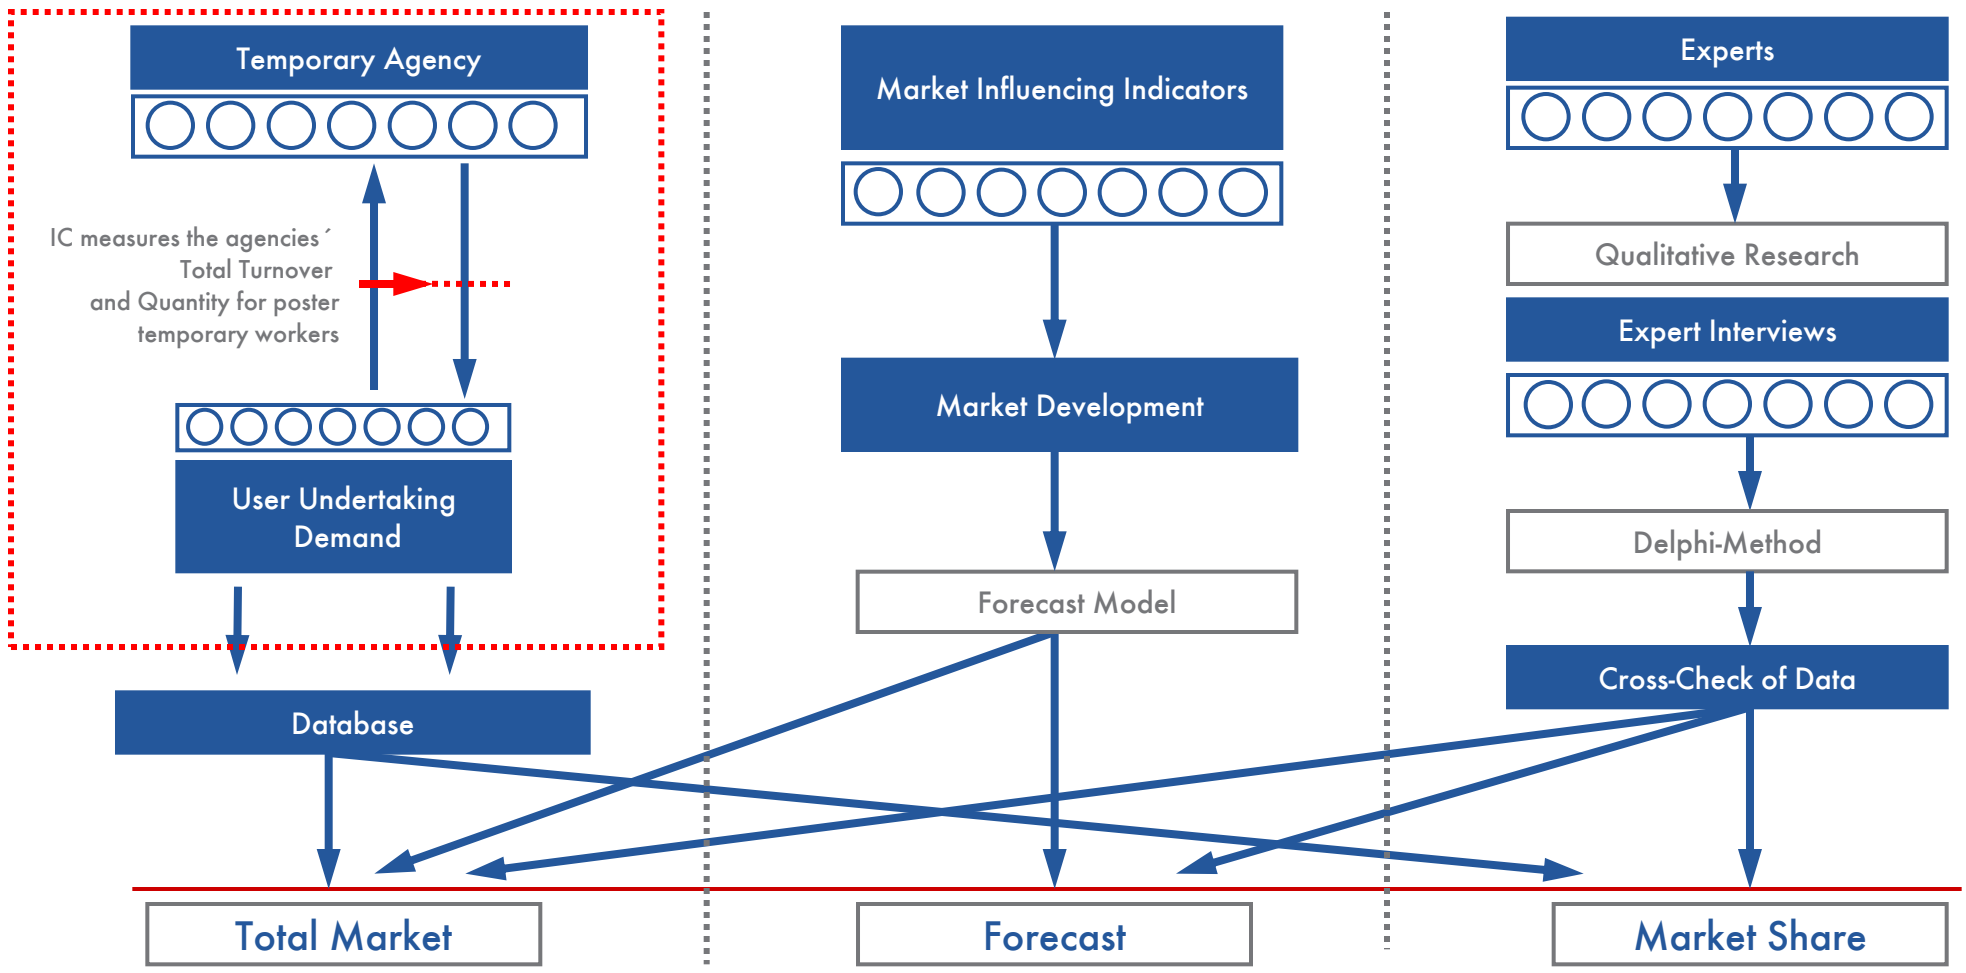 Temporary Agency
IC measures the agencies´
Total Turnover
and Quantity for poster
temporary workers
User Undertaking
Demand
Database
Total Market
Market Influencing Indicators
Market Development
Forecast Model
Forecast
Experts
Qualitative Research
Expert Interviews
Delphi-Method
Cross-Check of Data
Market Share